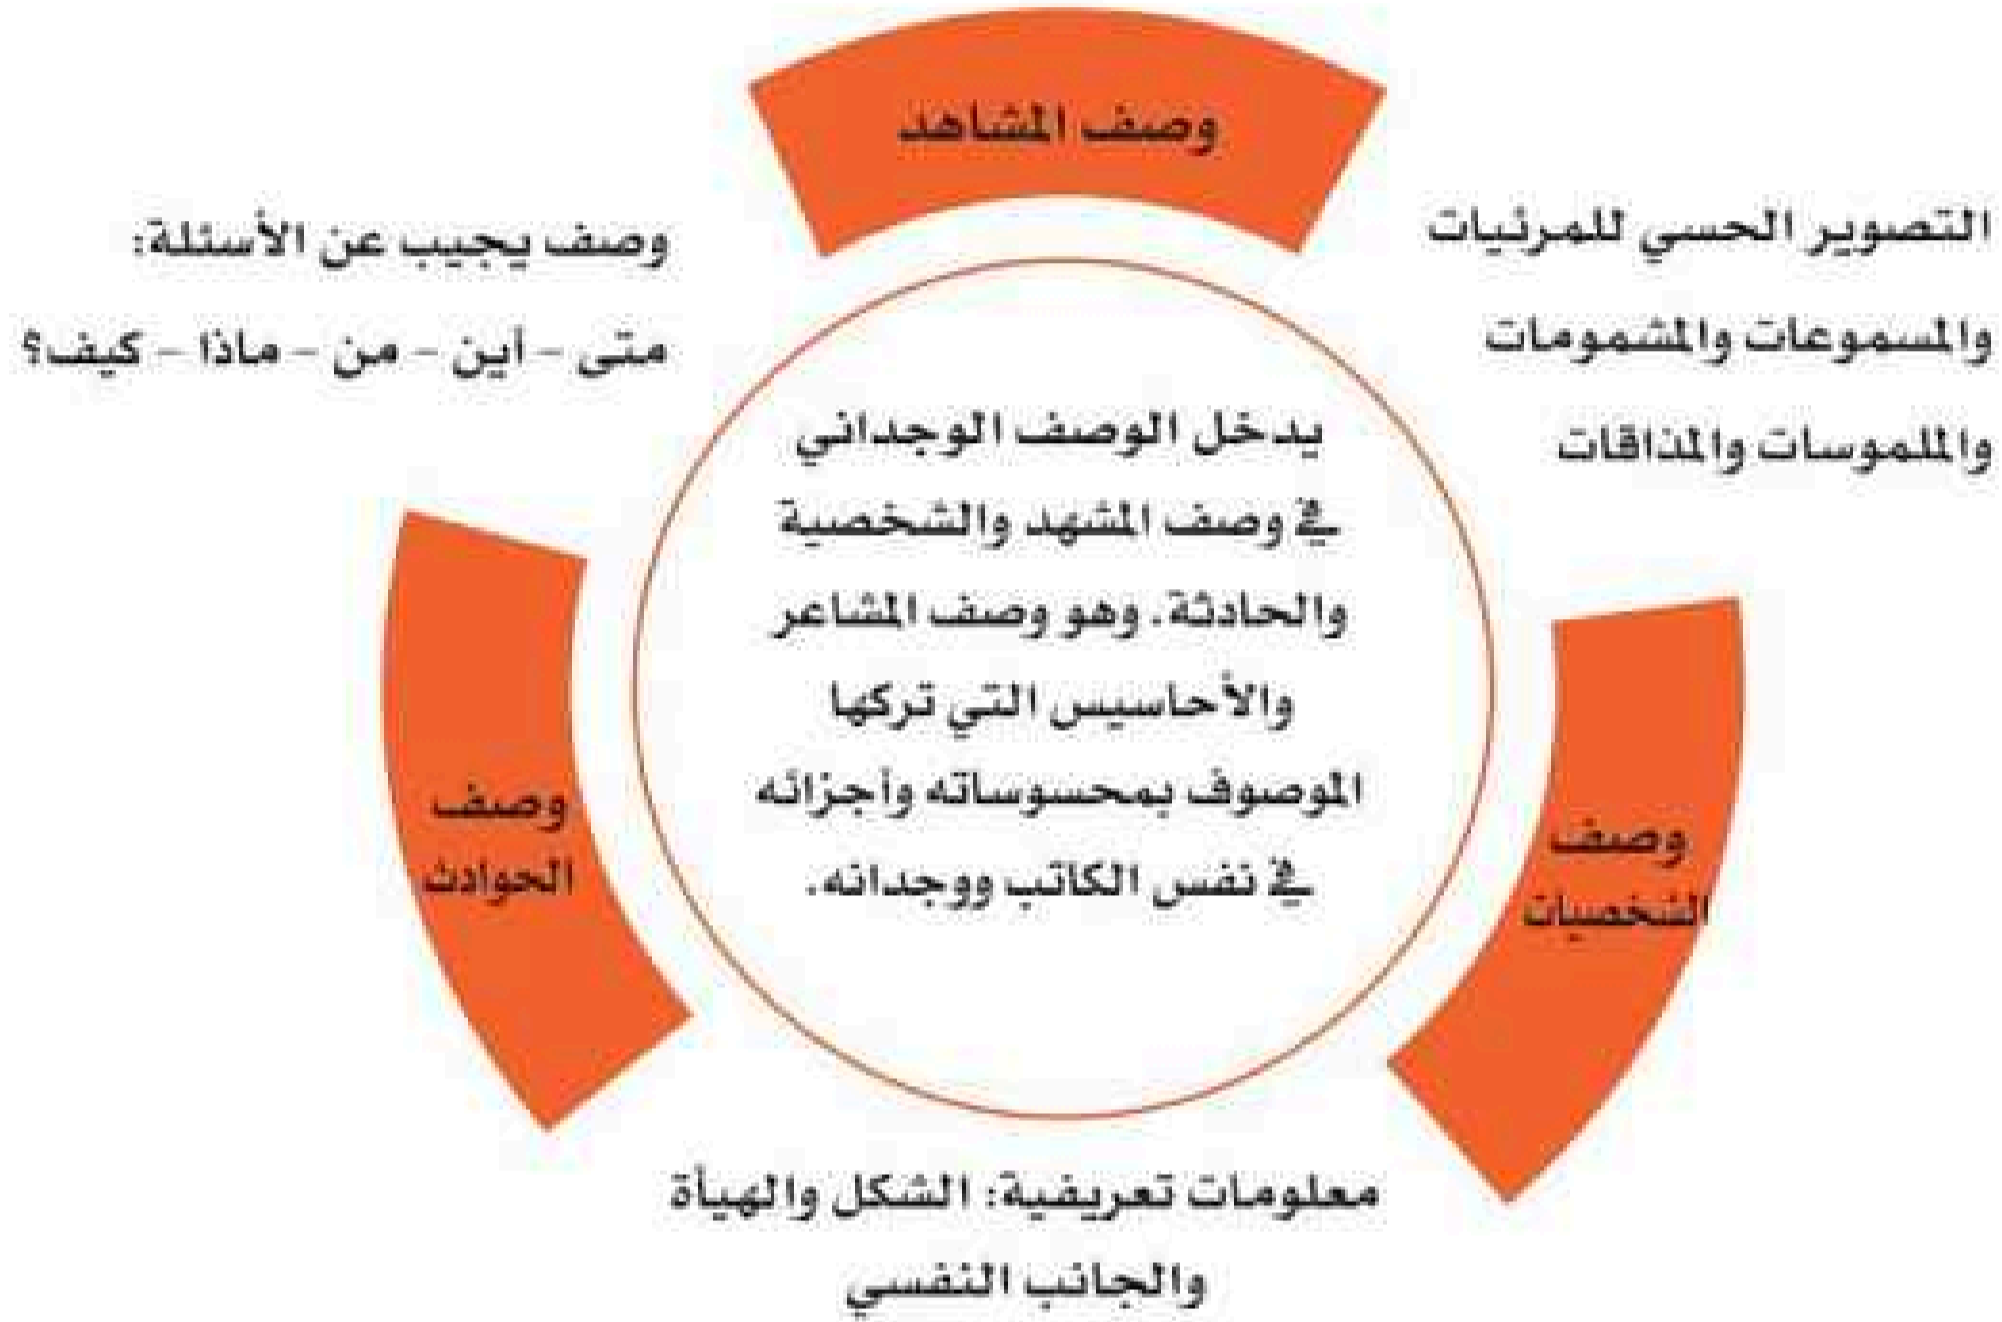 وصف المشاهد
التصوير الحسي للمرئيات
والمسموعات والمشمومات
والملموسات والمذاقات
وصف يجيب عن الأسئلة:
متى - أين - من - ماذا - كيف؟
يدخل الوصف الوجداني
في وصف المشهد والشخصية
والحادثة. وهو وصف المشاعر
والأحاسيس التي تركها
الموصوف بمحسوساته وأجزائه
في نفس الكاتب ووجدانه.
وصف
الشخصيات
وصف
الحوادث
معلومات تعريفية: الشكل والهيأة
والجانب النفسي